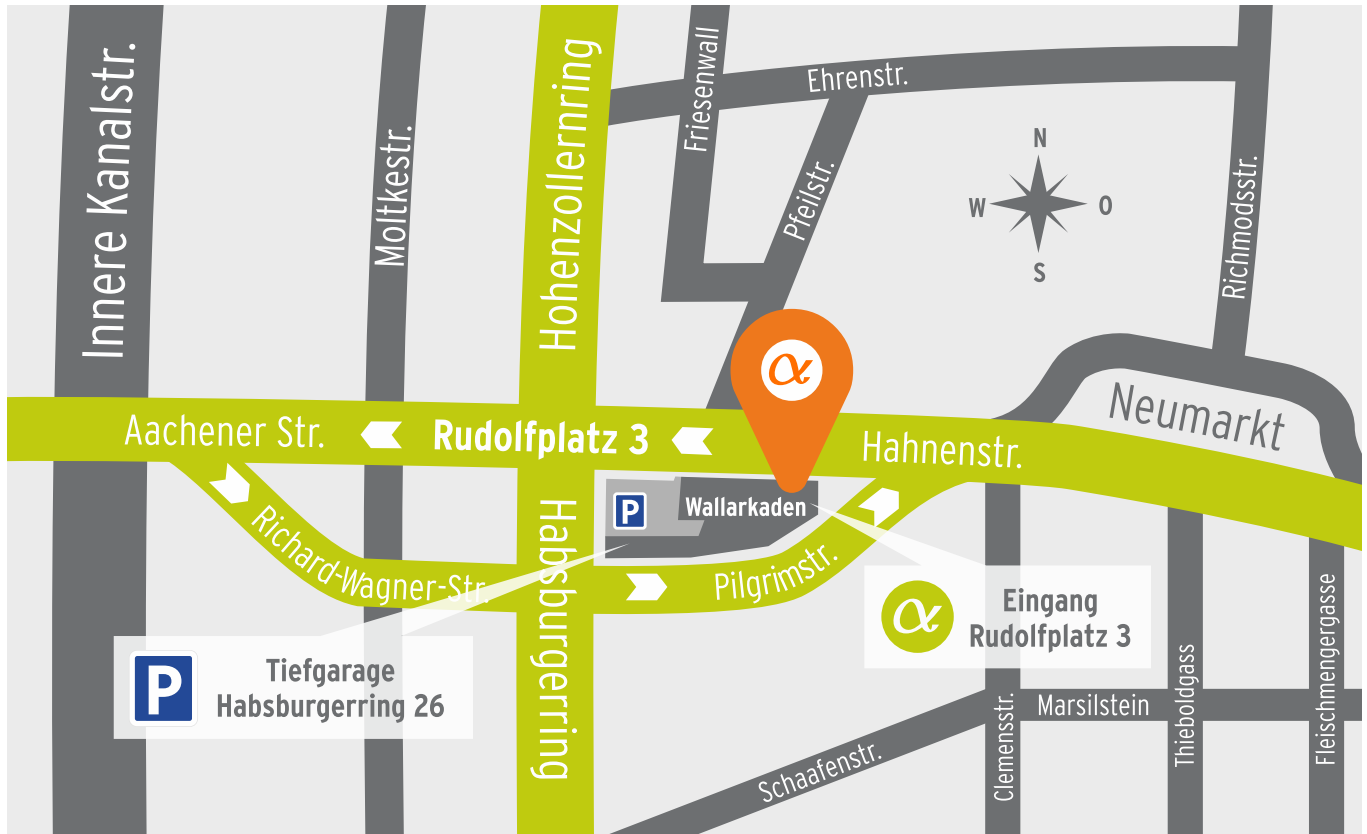 Innere Kanalstr.
Moltkestr.
Hohenzollernring
Friesenwall
Ehrenstr.
Pfeilstr.
Richmodsstr.
N
W
O
S
Neumarkt
Aachener Str.
Rudolfplatz 3
Hahnenstr.
α
P
Wallarkaden
Richard-Wagner-Str.
Habsburgerring
Pilgrimstr.
α
Eingang
Rudolfplatz 3
P
Tiefgarage
Habsburgerring 26
Schaafenstr.
Clemensstr.
Marsilstein
Thieboldgass
Fleischmengergasse